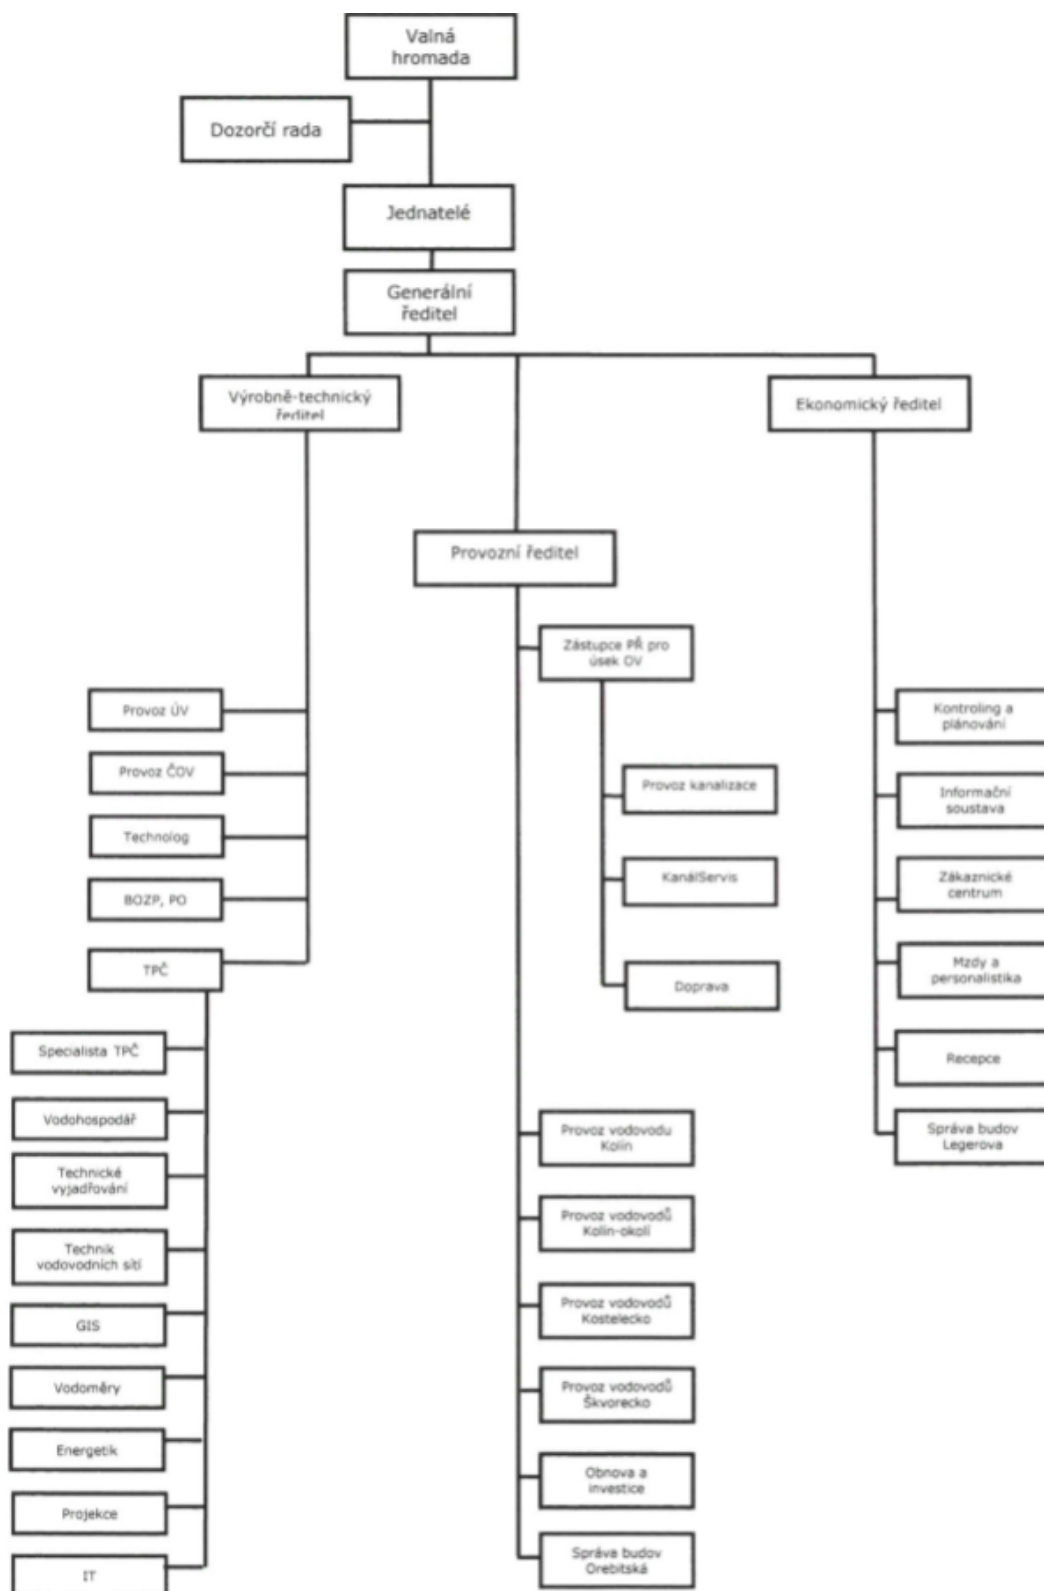 Valná
hromada
Dozorčí rada
Jednatelé
Generální
ředitel
Výrobně-technický
ředitel
Ekonomický ředitel
Provozní ředitel
Zástupce PŘ pro
úsek OV
Provoz kanalizace
KanálServis
Doprava
Provoz ÚV
Provoz ČOV
Technolog
BOZP, PO
TPČ
Specialista TPČ
Vodohospodář
Technické
vyjadřování
Technik
vodovodních sítí
GIS
Vodoměry
Energetik
Projekce
IT
Provoz vodovodu
Kolín
Provoz vodovodů
Kolín-okolí
Provoz vodovodů
Kostelecko
Provoz vodovodů
Škvorecko
Obnova a
investice
Správa budov
Orebitská
Kontroling a
plánování
Informační
soustava
Zákaznické
centrum
Mzdy a
personalistika
Recepce
Správa budov
Legerova